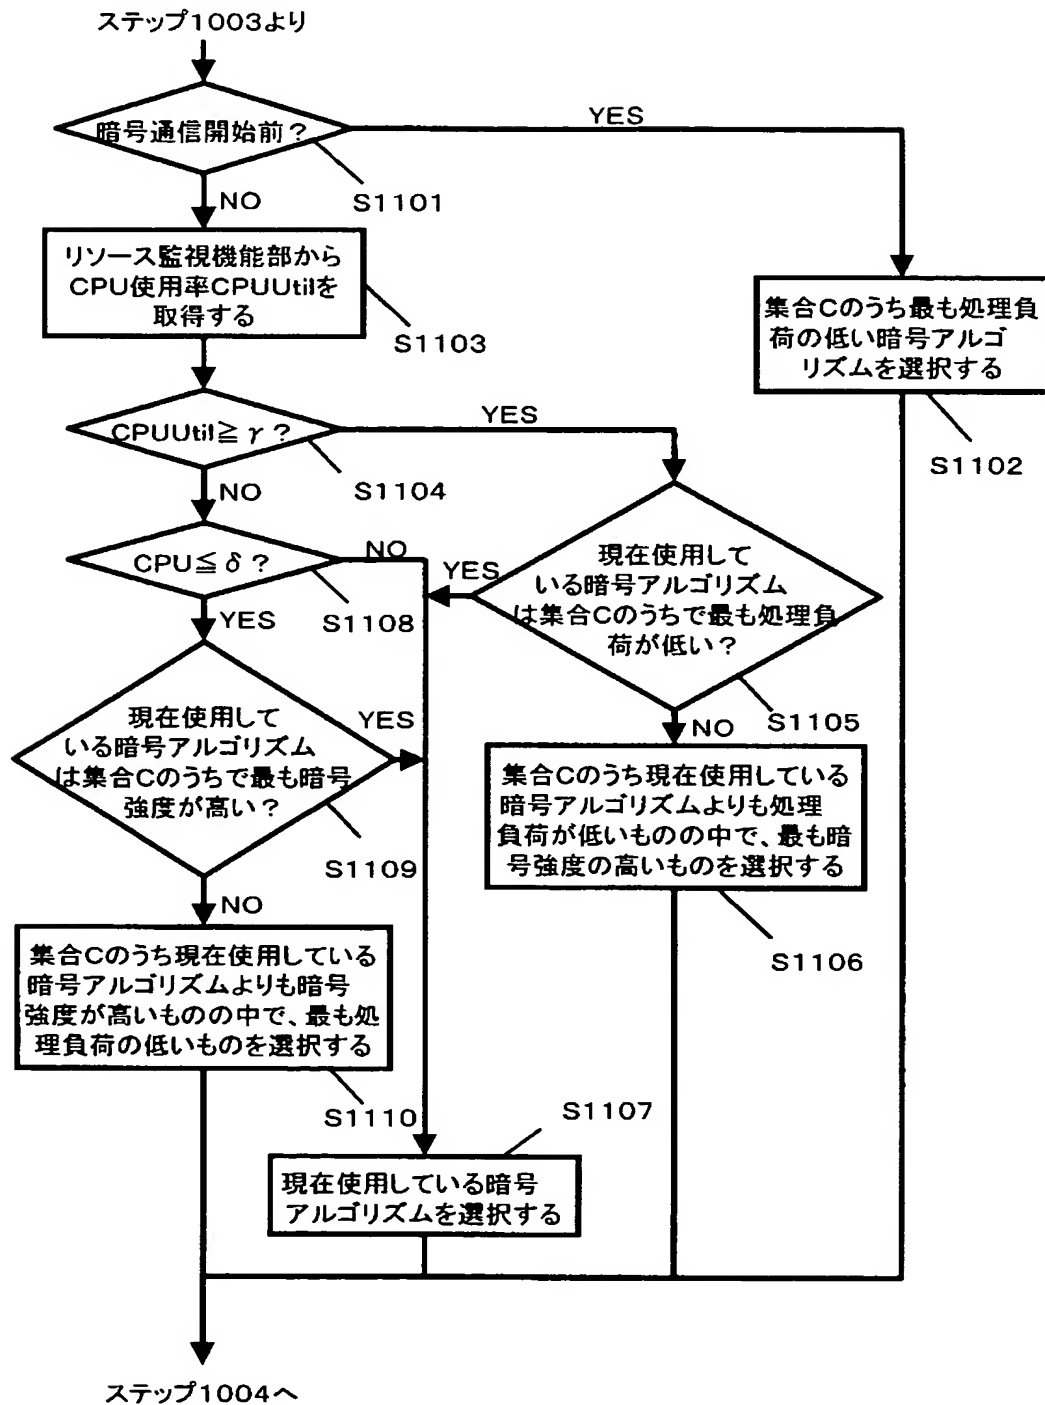 ステップ1003より
暗号通信開始前？
YES
S1101
NO
リソース監視機能部から
CPU使用率CPUUtilを
取得する
S1103
集合Cのうち最も処理負
荷の低い暗号アルゴ
リズムを選択する
S1102
CPUUtil≧γ？
YES
S1104
NO
CPU≦δ？
NO
S1108
YES
現在使用して
いる暗号アルゴリズム
は集合Cのうちで最も処理負
荷が低い？
YES
S1105
NO
現在使用して
いる暗号アルゴリズム
は集合Cのうちで最も暗号
強度が高い？
YES
S1109
NO
集合Cのうち現在使用している
暗号アルゴリズムよりも処理
負荷が低いものの中で、最も暗
号強度の高いものを選択する
S1106
集合Cのうち現在使用している
暗号アルゴリズムよりも暗号
強度が高いものの中で、最も処
理負荷の低いものを選択する
S1110
S1107
現在使用している暗号
アルゴリズムを選択する
ステップ1004へ